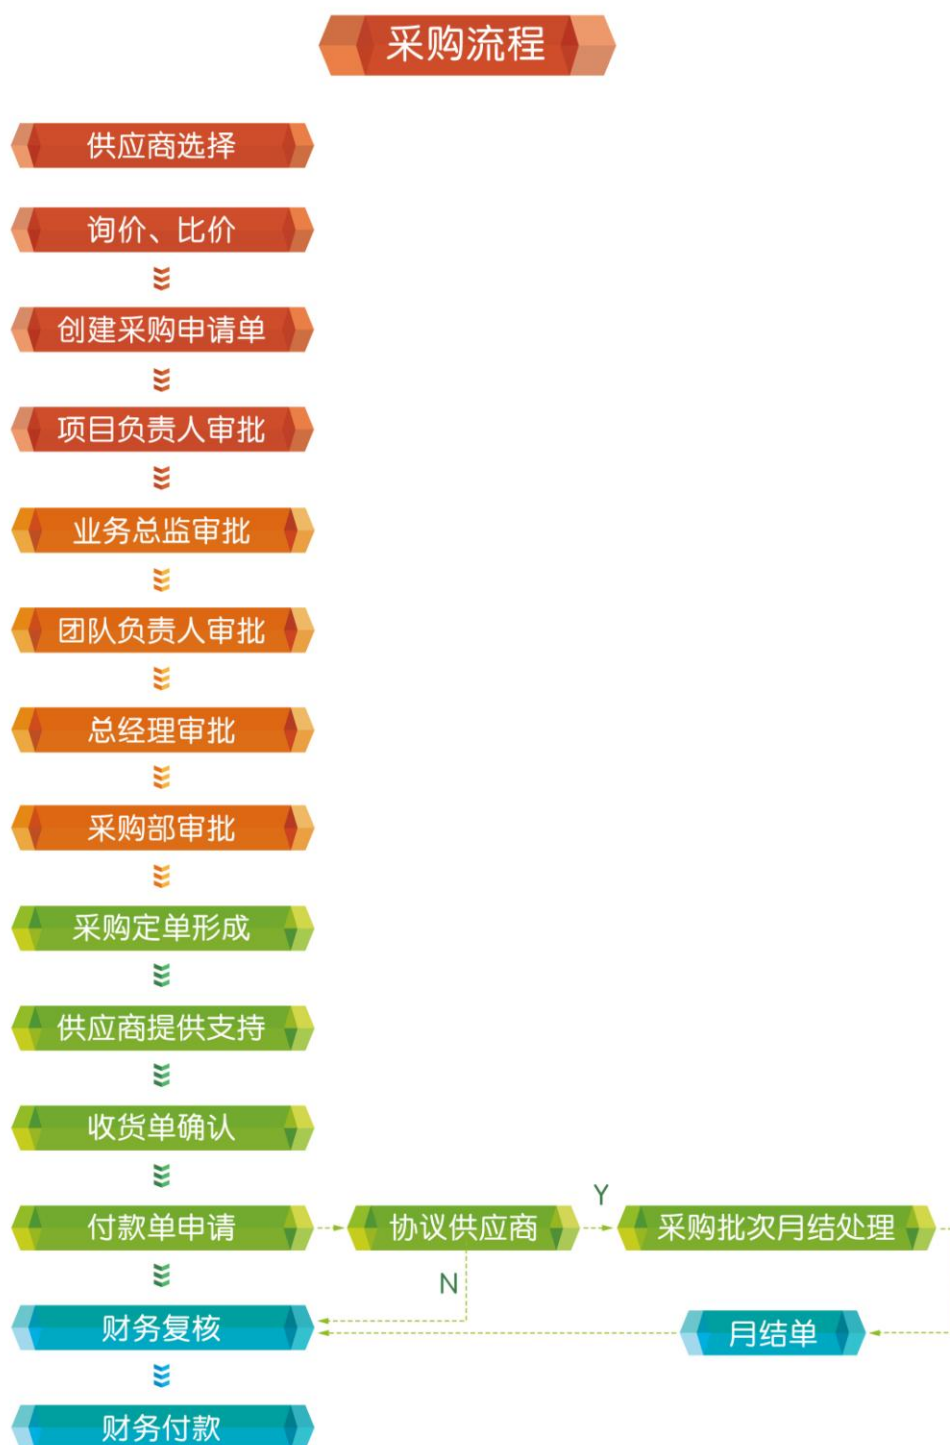 采购流程
供应商选择
询价、比价
创建采购申请单
项目负责人审批
业务总监审批
团队负责人审批
总经理审批
采购部审批
采购定单形成
供应商提供支持
收货单确认
付款单申请
协议供应商
Y
采购批次月结处理
N
财务复核
月结单
财务付款